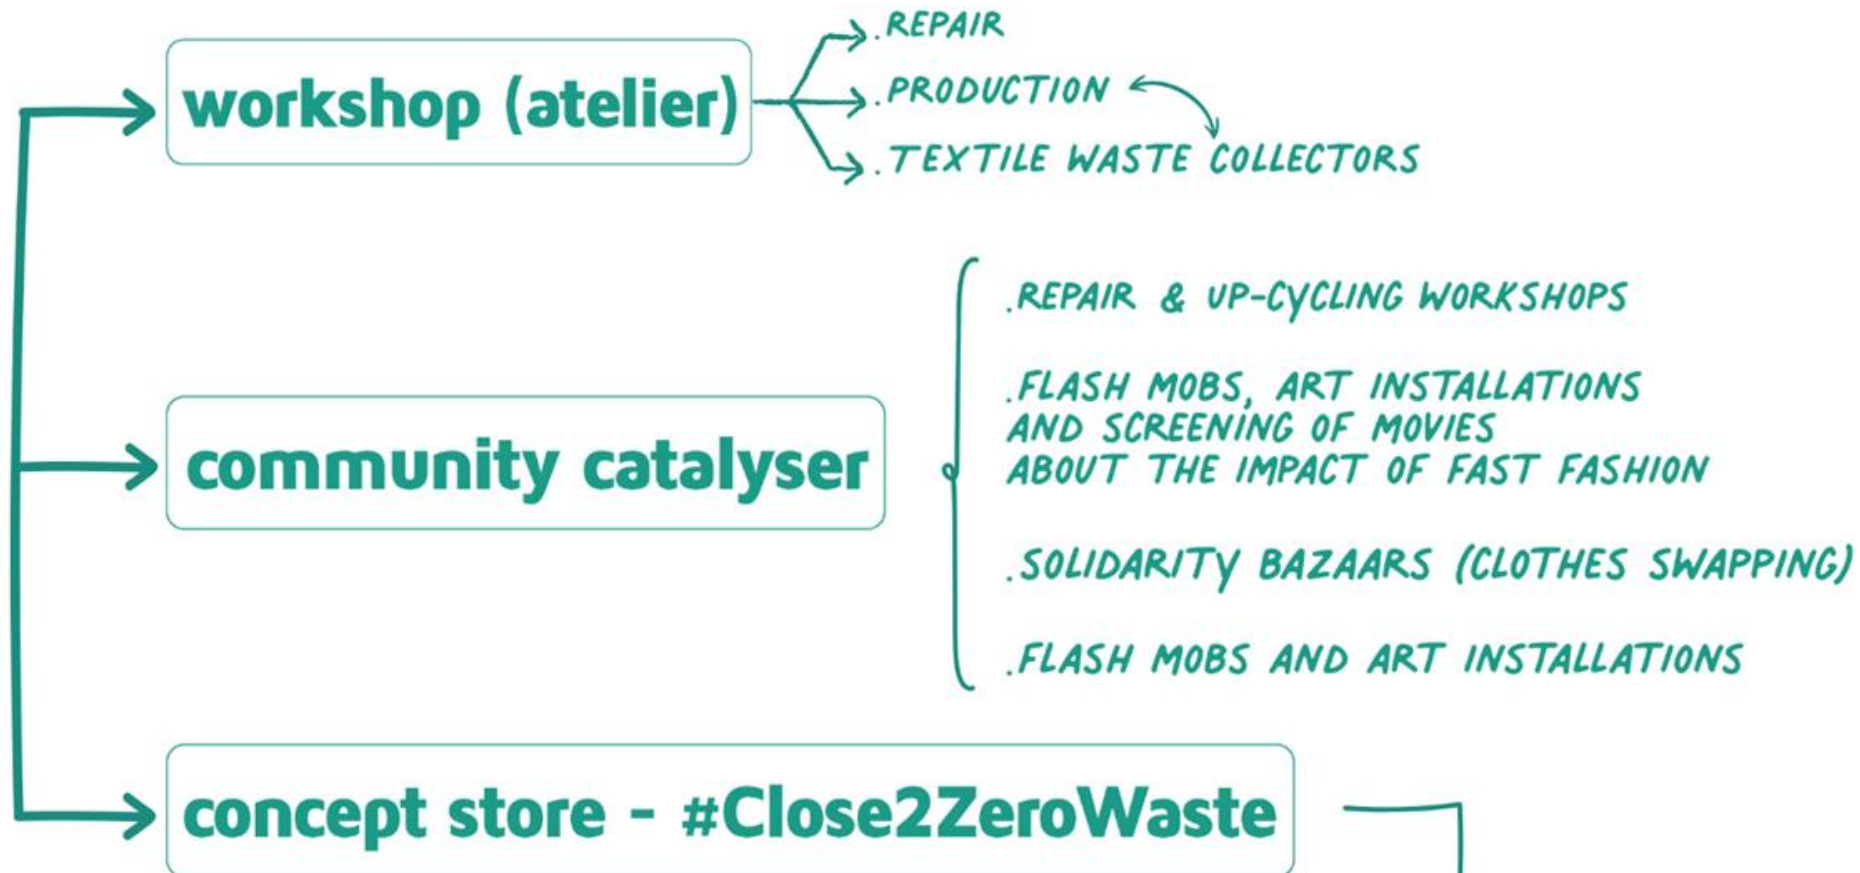 workshop (atelier)
.REPAIR
.PRODUCTION
.TEXTILE WASTE COLLECTORS
community catalyser
.REPAIR & UP-CYCLING WORKSHOPS
.FLASH MOBS, ART INSTALLATIONS
AND SCREENING OF MOVIES
ABOUT THE IMPACT OF FAST FASHION
.SOLIDARITY BAZAARS (CLOTHES SWAPPING)
.FLASH MOBS AND ART INSTALLATIONS
concept store - #Close2ZeroWaste